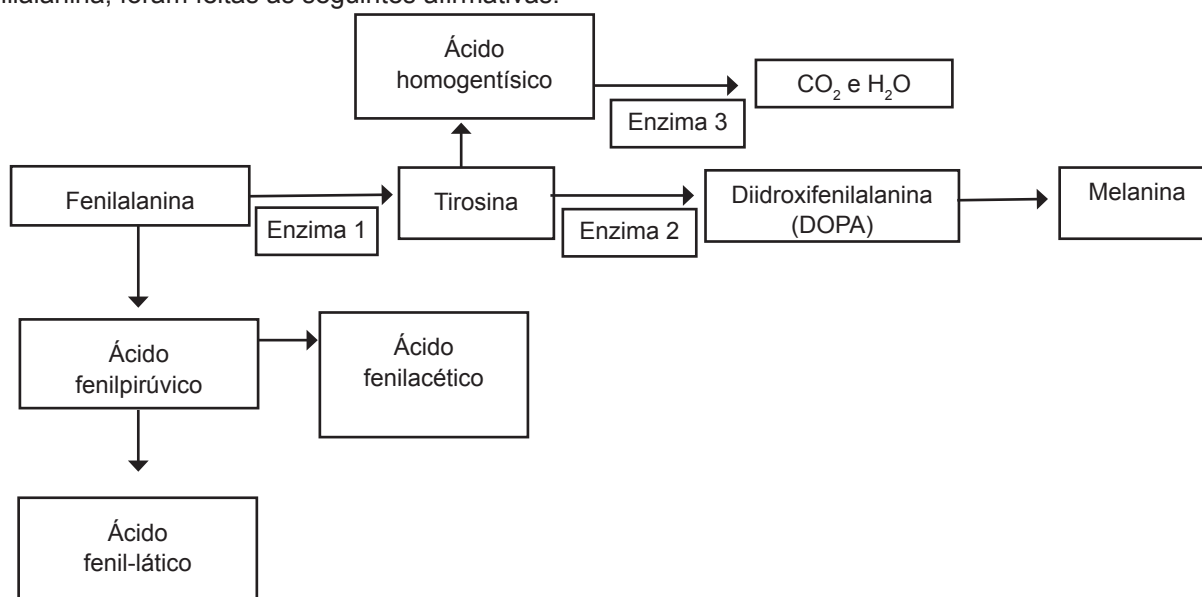 foram feitas as seguintes afirmativas:
Ácido
homogentísico
CO₂ e H₂O
Enzima 3
Fenilalanina
Enzima 1
Tirosina
Enzima 2
Diidroxifenilalanina
(DOPA)
Melanina
Ácido
fenilpirúvico
Ácido
fenilacético
Ácido
fenil-lático